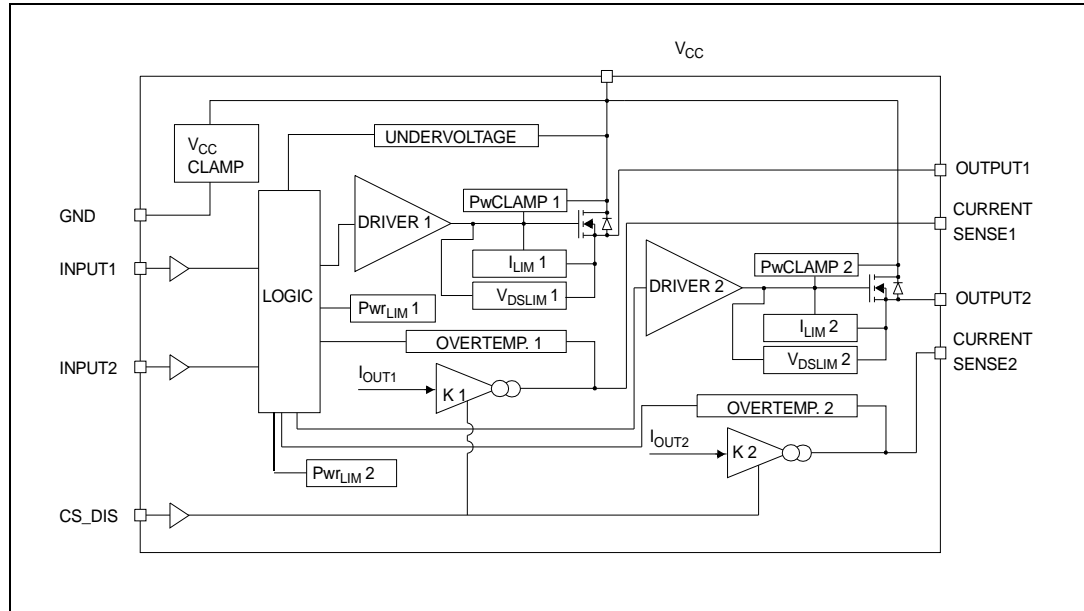 VCC
VCC
CLAMP
UNDERVOLTAGE
OUTPUT1
PwCLAMP 1
GND
DRIVER 1
CURRENT
SENSE1
INPUT1
ILIM 1
PwCLAMP 2
LOGIC
DRIVER 2
VDSLIM 1
OUTPUT2
PwrLIM 1
ILIM 2
OVERTEMP. 1
CURRENT
SENSE2
INPUT2
VDSLIM 2
IOUT1
K 1
OVERTEMP. 2
IOUT2
K 2
PwrLIM 2
CS_DIS